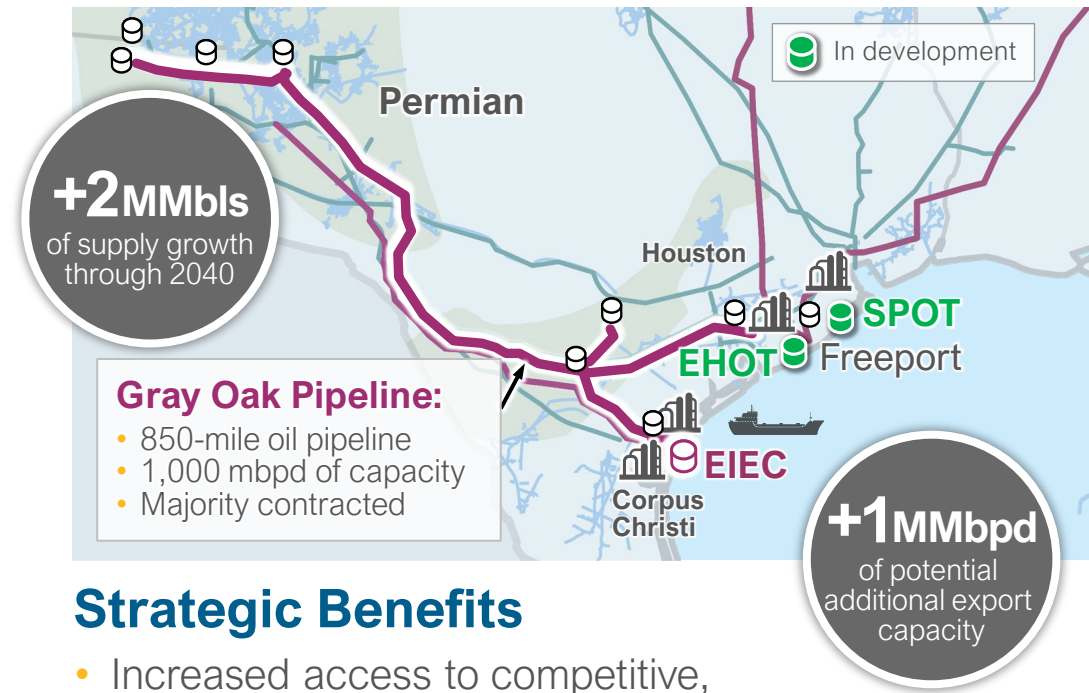 In development
Permian
+2MMbls
of supply growth
through 2040
Houston
SPOT
EHOT
Freeport
Gray Oak Pipeline:
• 850-mile oil pipeline
• 1,000 mbpd of capacity
• Majority contracted
EIEC
Corpus
Christi
+1MMbpd
of potential
additional export
capacity
Strategic Benefits
• Increased access to competitive,